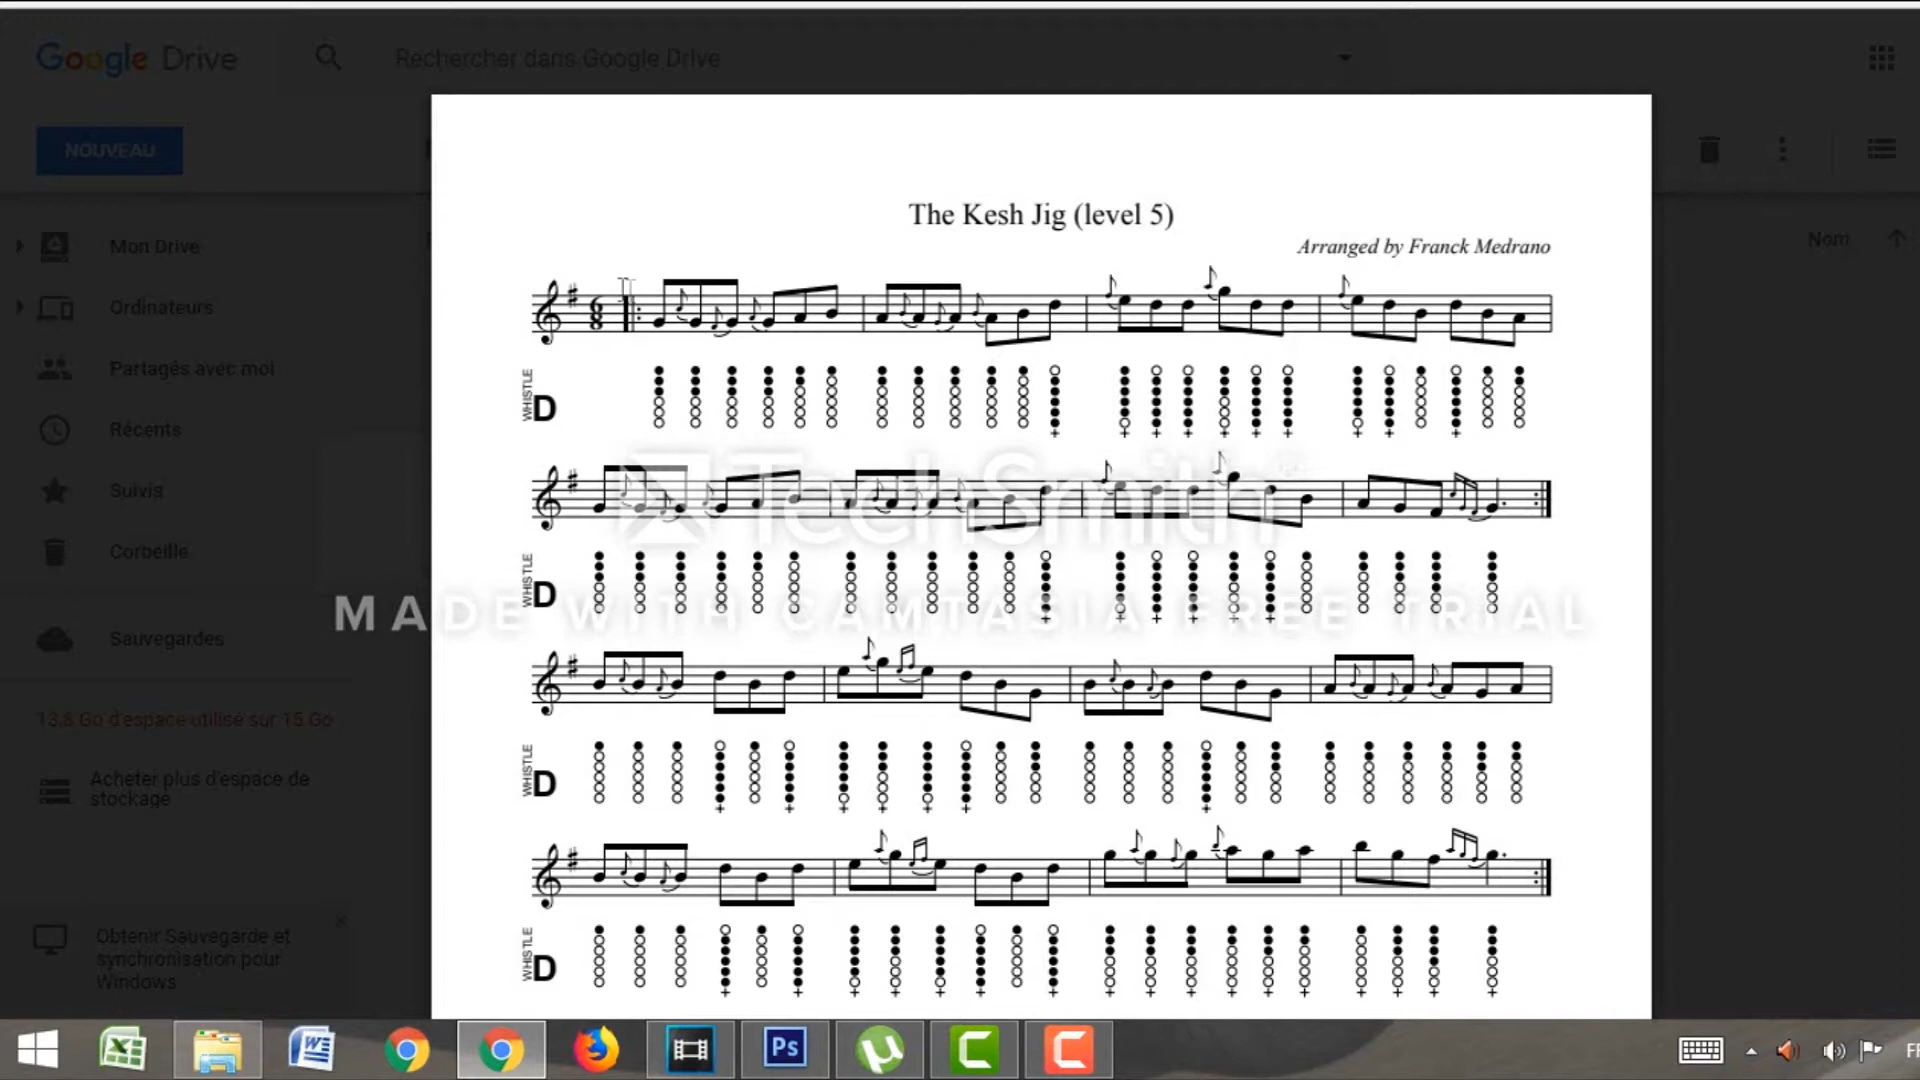 Google Drive
Rechercher dans Google Drive
NOUVEAU
The Kesh Jig (level 5)
Arranged by Franck Medrano
Mon Drive
Nom
Ordinateurs
Partagés avec moi
WHISTLE D
Récents
TechSmith
Suivis
Corbeille
WHISTLE D
MADE WITH CAMTASIA FREE TRIAL
Sauvegardes
13,8 Go d'espace utilisé sur 15 Go
WHISTLE D
Acheter plus d'espace de
stockage
Obtenir Sauvegarde et
synchronisation pour
Windows
WHISTLE D
Ps
FR